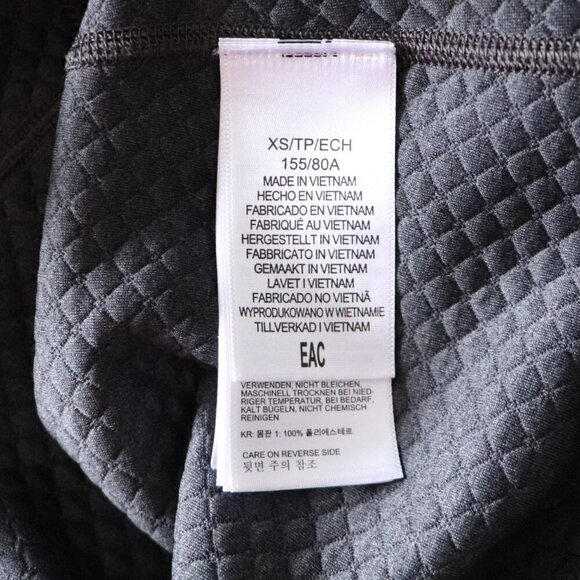 XS/TP/ECH
155/80A
MADE IN VIETNAM
HECHO EN VIETNAM
FABRICADO EN VIETNAM
FABRIQUÉ AU VIETNAM
HERGESTELLT IN VIETNAM
FABBRICATO IN VIETNAM
GEMAAKT IN VIETNAM
LAVET I VIETNAM
FABRICADO NO VIETNÃ
WYPRODUKOWANO W WIETNAMIE
TILLVERKAD I VIETNAM
EAC
VERWENDEN, NICHT BLEICHEN,
MASCHINELL TROCKNEN BEI NIED-
RIGER TEMPERATUR, BEI BEDARF,
KALT BÜGELN, NICHT CHEMISCH
REINIGEN
KR: 몸판 1: 100% 폴리에스테르
CARE ON REVERSE SIDE
뒷면 주의 참조